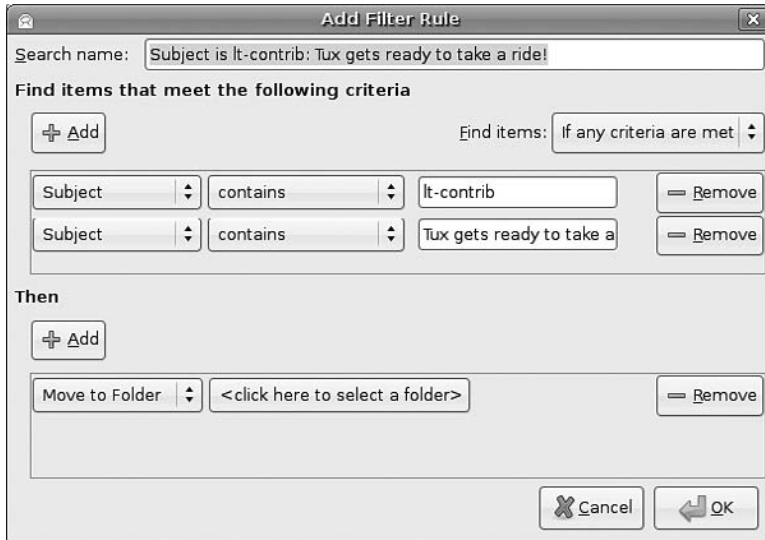 Add Filter Rule
Search name: Subject is lt-contrib: Tux gets ready to take a ride!
Find items that meet the following criteria
Add Find items: If any criteria are met
Subject contains lt-contrib Remove
Subject contains Tux gets ready to take a Remove
Then
Add
Move to Folder <click here to select a folder> Remove
Cancel OK